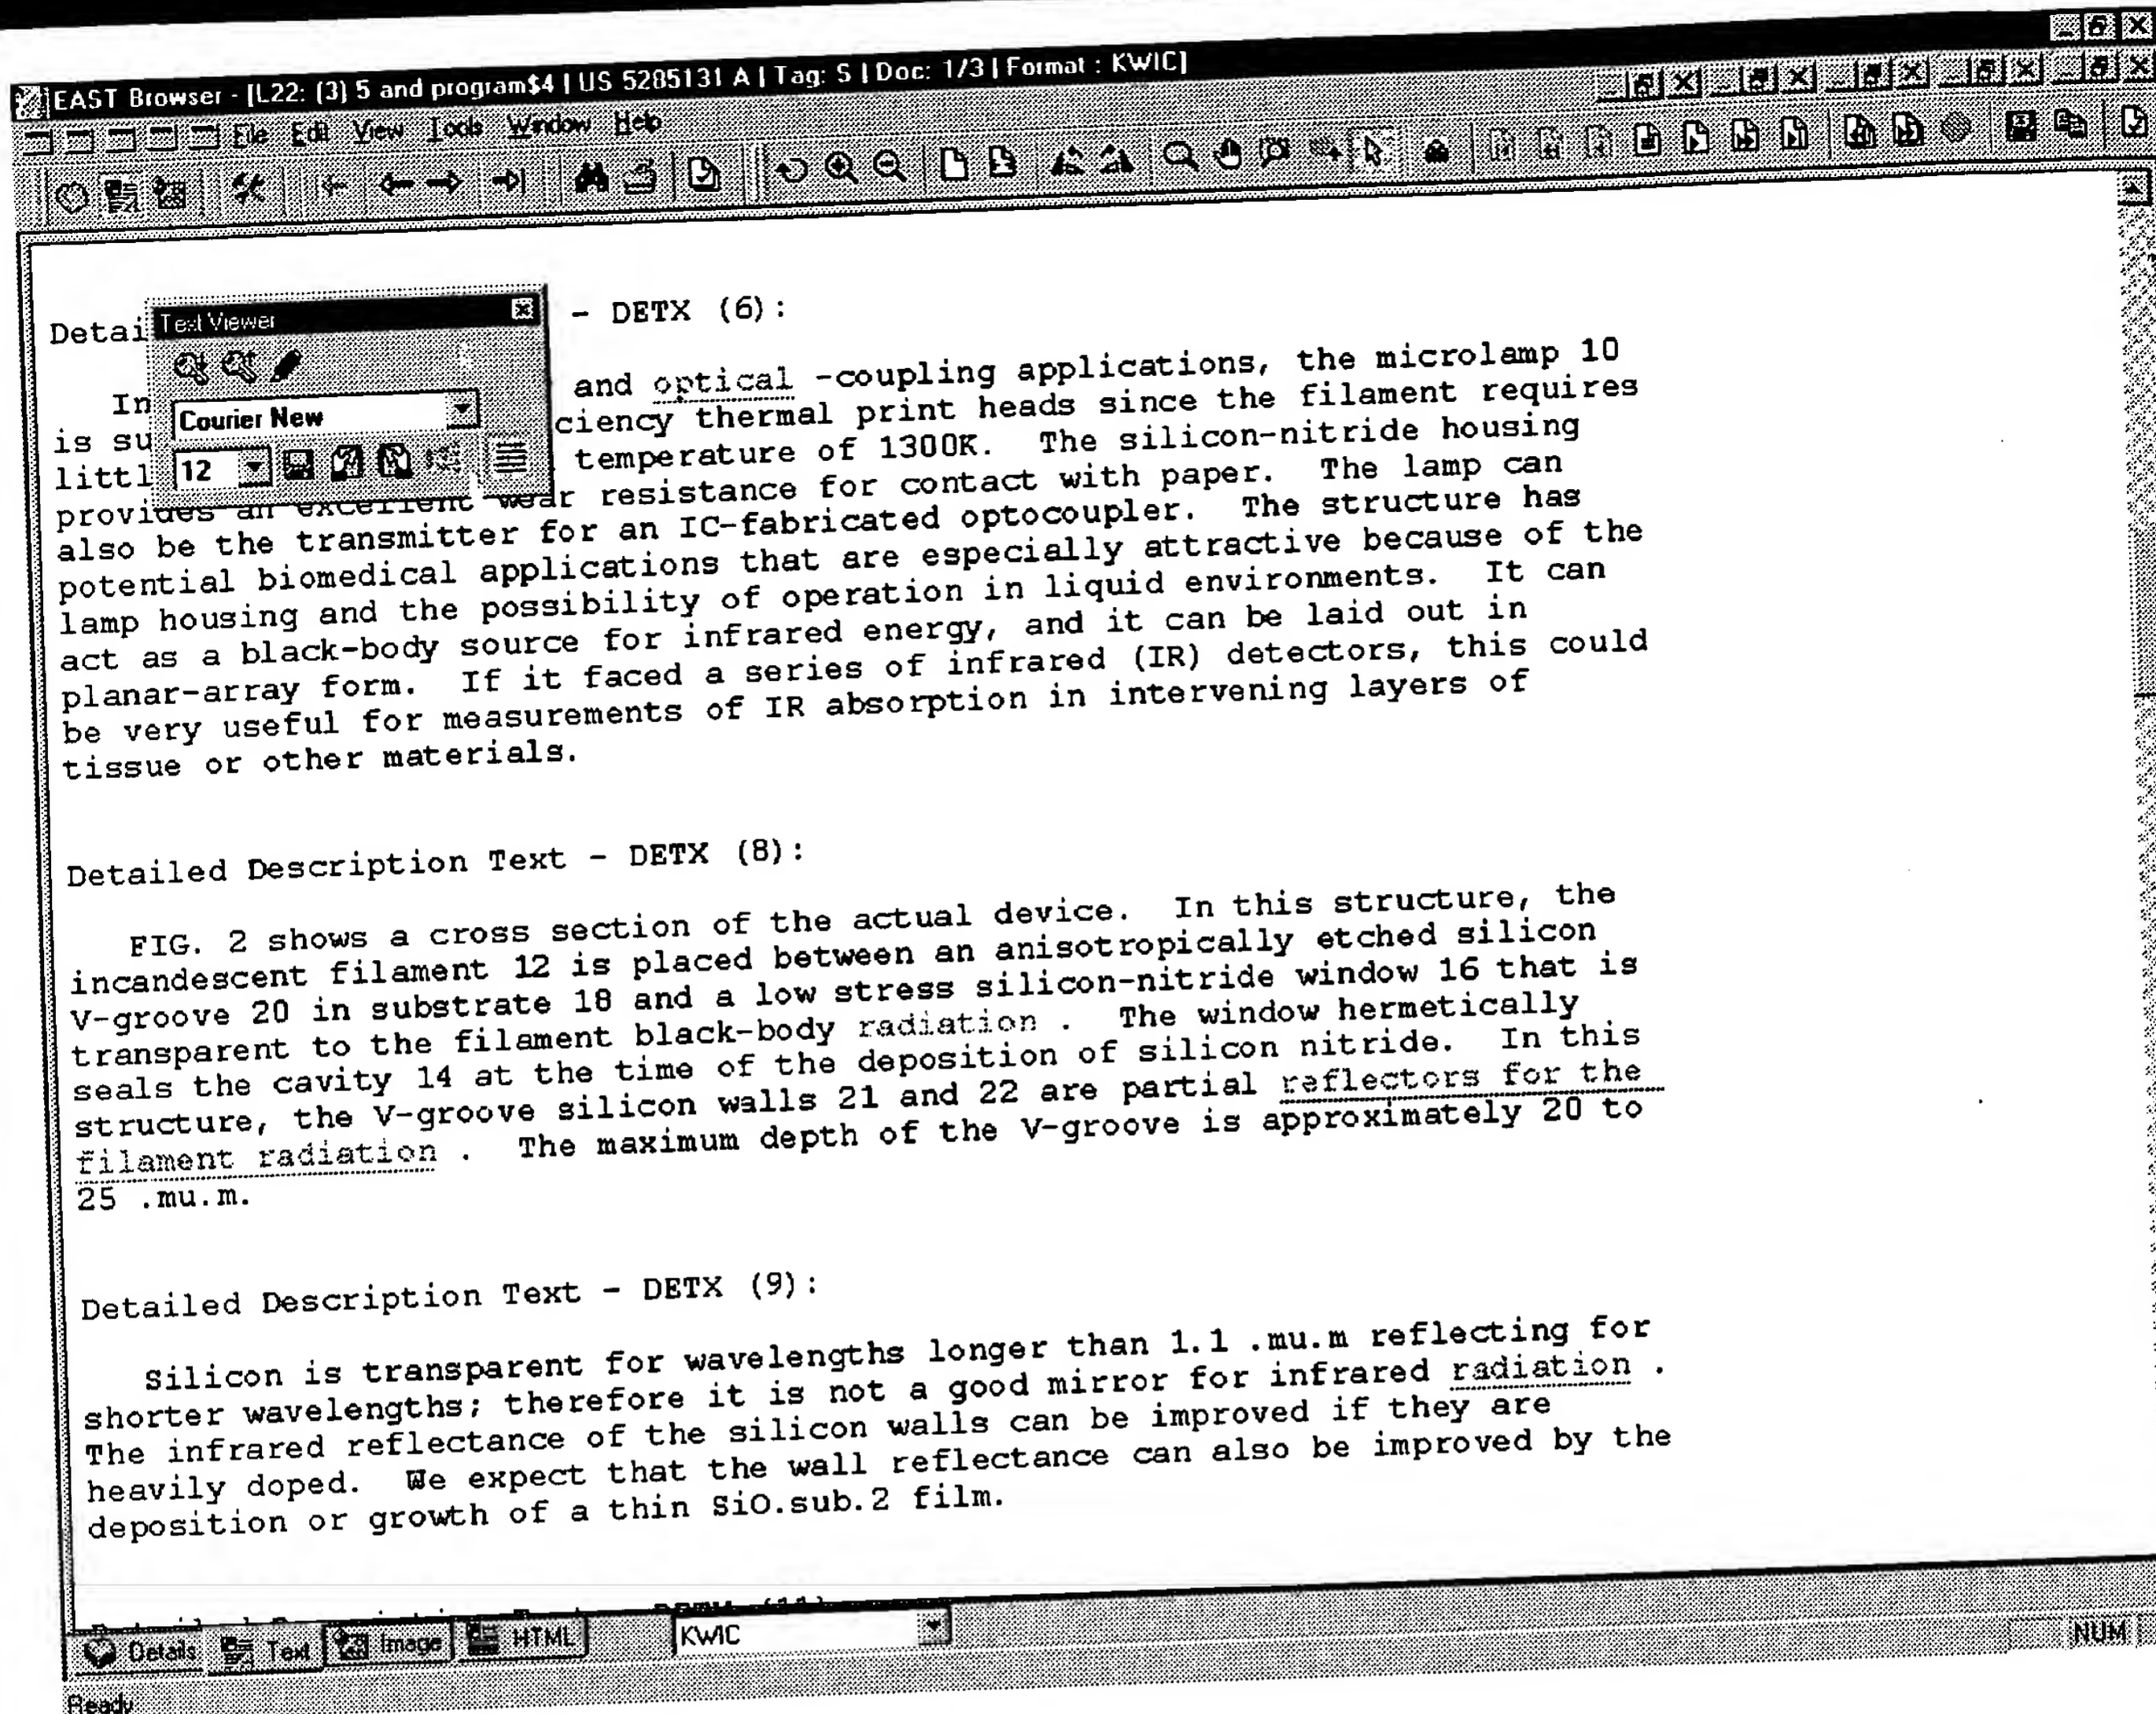 EAST Browser - [L22: (3) 5 and program$4 | US 5285131 A | Tag: S | Doc: 1/3 | Format : KWIC]
File Edit View Tools Window Help
Detai - DETX (6):
Text Viewer
In and optical -coupling applications, the microlamp 10
Courier New
is su ciency thermal print heads since the filament requires
12
littl temperature of 1300K. The silicon-nitride housing
provides an excellent wear resistance for contact with paper. The lamp can
also be the transmitter for an IC-fabricated optocoupler. The structure has
potential biomedical applications that are especially attractive because of the
lamp housing and the possibility of operation in liquid environments. It can
act as a black-body source for infrared energy, and it can be laid out in
planar-array form. If it faced a series of infrared (IR) detectors, this could
be very useful for measurements of IR absorption in intervening layers of
tissue or other materials.
Detailed Description Text - DETX (8):
FIG. 2 shows a cross section of the actual device. In this structure, the
incandescent filament 12 is placed between an anisotropically etched silicon
V-groove 20 in substrate 18 and a low stress silicon-nitride window 16 that is
transparent to the filament black-body radiation . The window hermetically
seals the cavity 14 at the time of the deposition of silicon nitride. In this
structure, the V-groove silicon walls 21 and 22 are partial reflectors for the
filament radiation . The maximum depth of the V-groove is approximately 20 to
25 .mu.m.
Detailed Description Text - DETX (9):
Silicon is transparent for wavelengths longer than 1.1 .mu.m reflecting for
shorter wavelengths; therefore it is not a good mirror for infrared radiation .
The infrared reflectance of the silicon walls can be improved if they are
heavily doped. We expect that the wall reflectance can also be improved by the
deposition or growth of a thin SiO.sub.2 film.
Details Text Image HTML KWIC
NUM
Ready